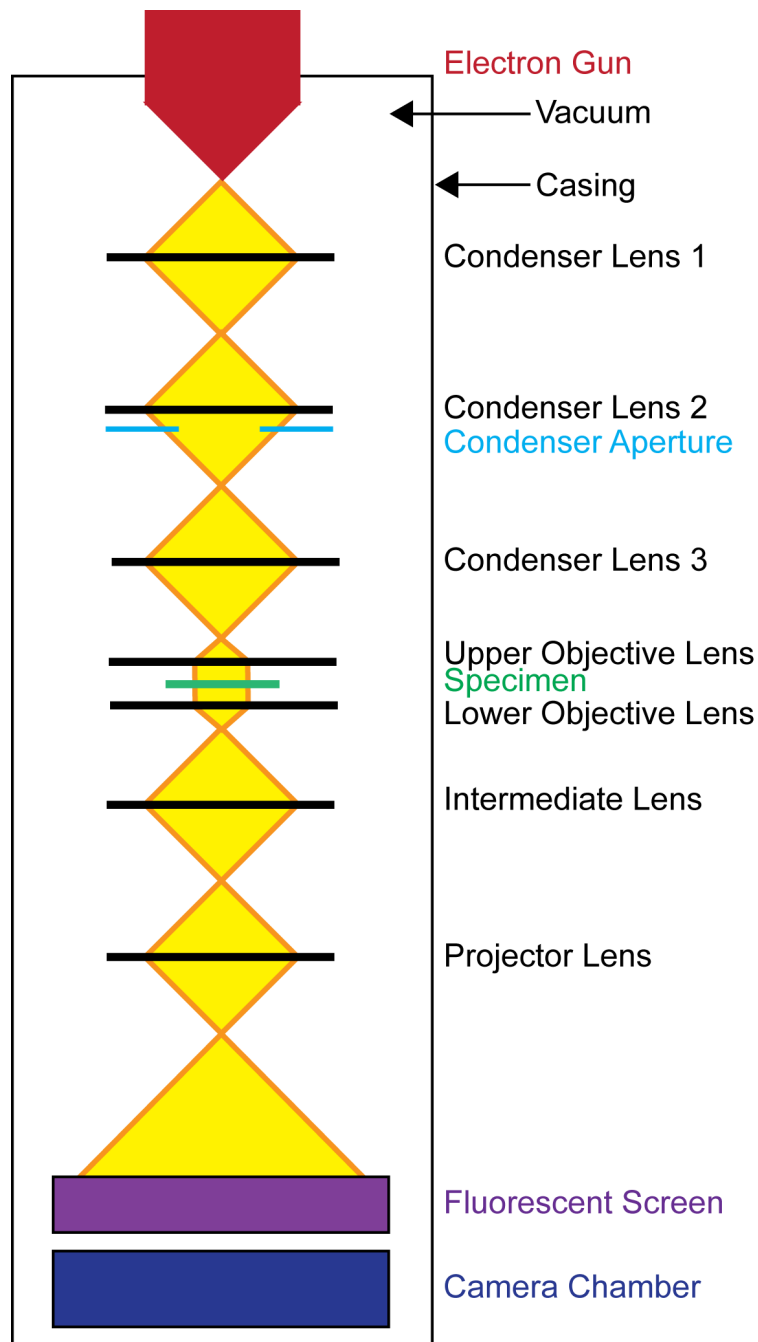 Electron Gun
Vacuum
Casing
Condenser Lens 1
Condenser Lens 2
Condenser Aperture
Condenser Lens 3
Upper Objective Lens
Specimen
Lower Objective Lens
Intermediate Lens
Projector Lens
Fluorescent Screen
Camera Chamber